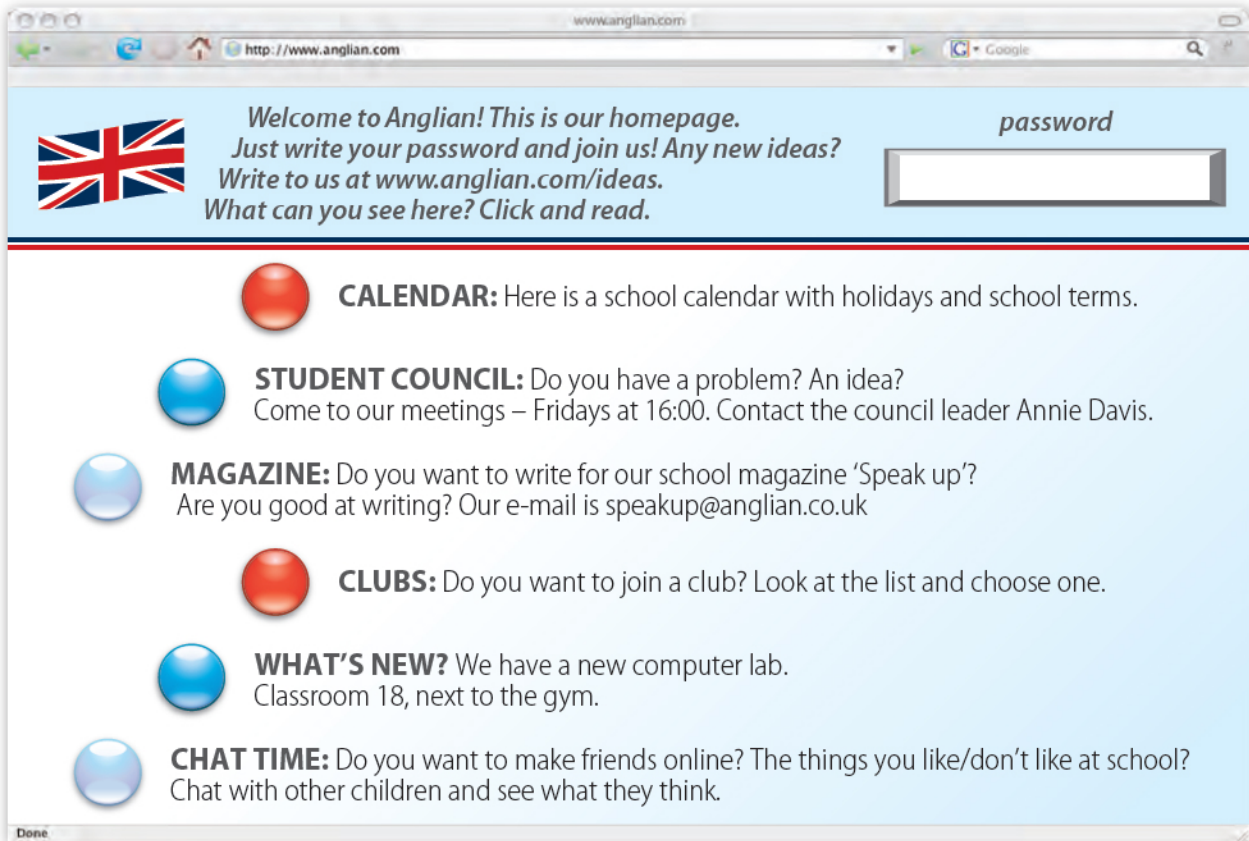 www.anglian.com
http://www.anglian.com
Google
Welcome to Anglian! This is our homepage.
Just write your password and join us! Any new ideas?
Write to us at www.anglian.com/ideas.
What can you see here? Click and read.
password
CALENDAR: Here is a school calendar with holidays and school terms.
STUDENT COUNCIL: Do you have a problem? An idea?
Come to our meetings – Fridays at 16:00. Contact the council leader Annie Davis.
MAGAZINE: Do you want to write for our school magazine ‘Speak up’?
Are you good at writing? Our e-mail is speakup@anglian.co.uk
CLUBS: Do you want to join a club? Look at the list and choose one.
WHAT’S NEW? We have a new computer lab.
Classroom 18, next to the gym.
CHAT TIME: Do you want to make friends online? The things you like/don’t like at school?
Chat with other children and see what they think.
Done